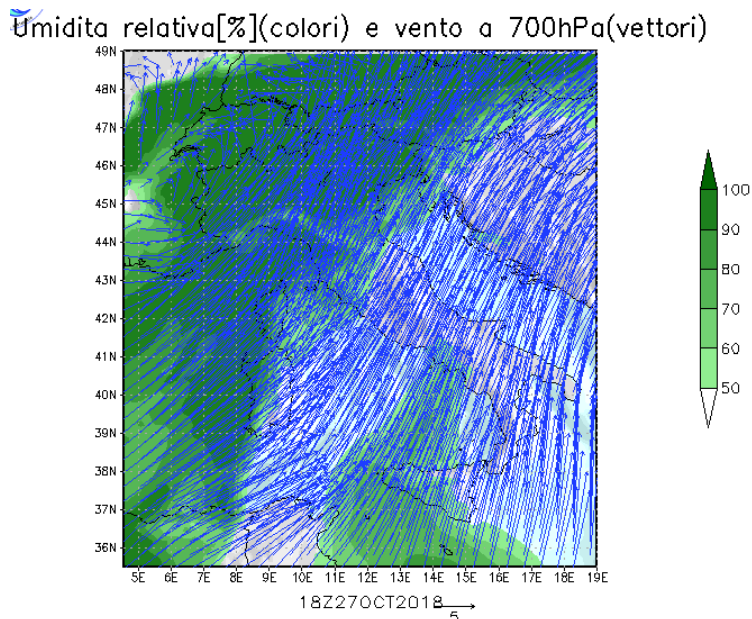 Umidita relativa[%](colori) e vento a 700hPa(vettori)
49N
48N
47N
46N
45N
44N
43N
42N
41N
40N
39N
38N
37N
36N
5E 6E 7E 8E 9E 10E 11E 12E 13E 14E 15E 16E 17E 18E 19E
100
90
80
70
60
50
18Z27OCT2018
5